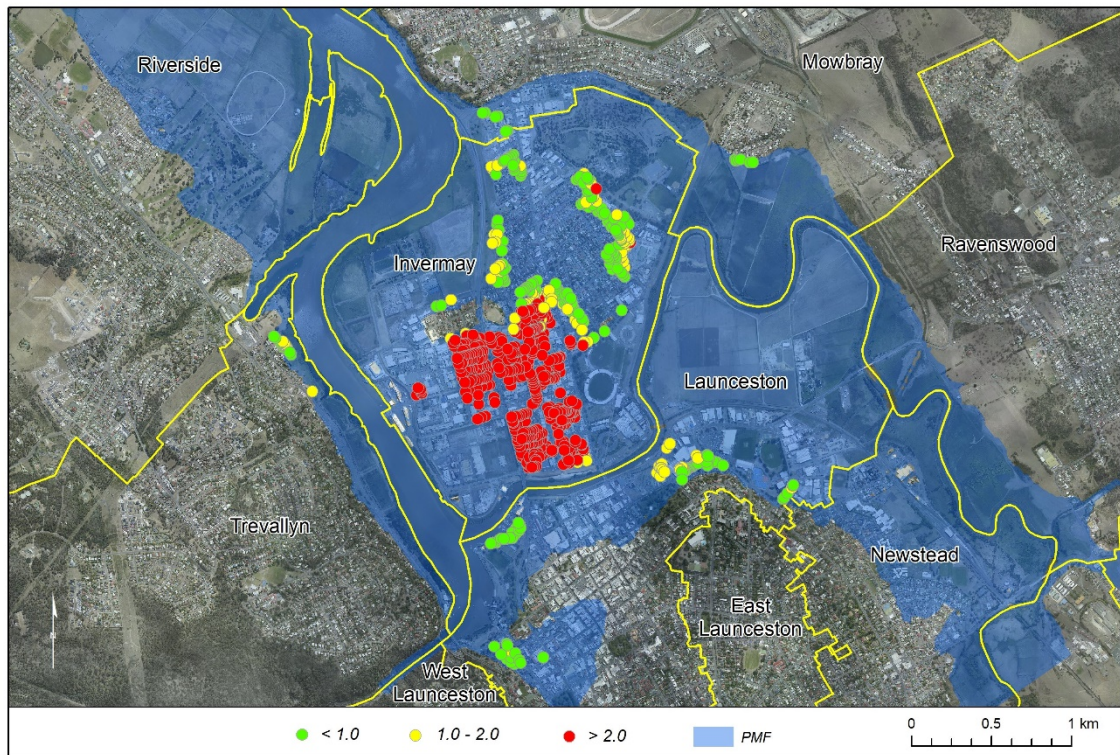 Riverside
Mowbray
Ravenswood
Invermay
Launceston
Trevallyn
Newstead
East
Launceston
West
Launceston
< 1.0
1.0 - 2.0
> 2.0
PMF
0 0.5 1 km